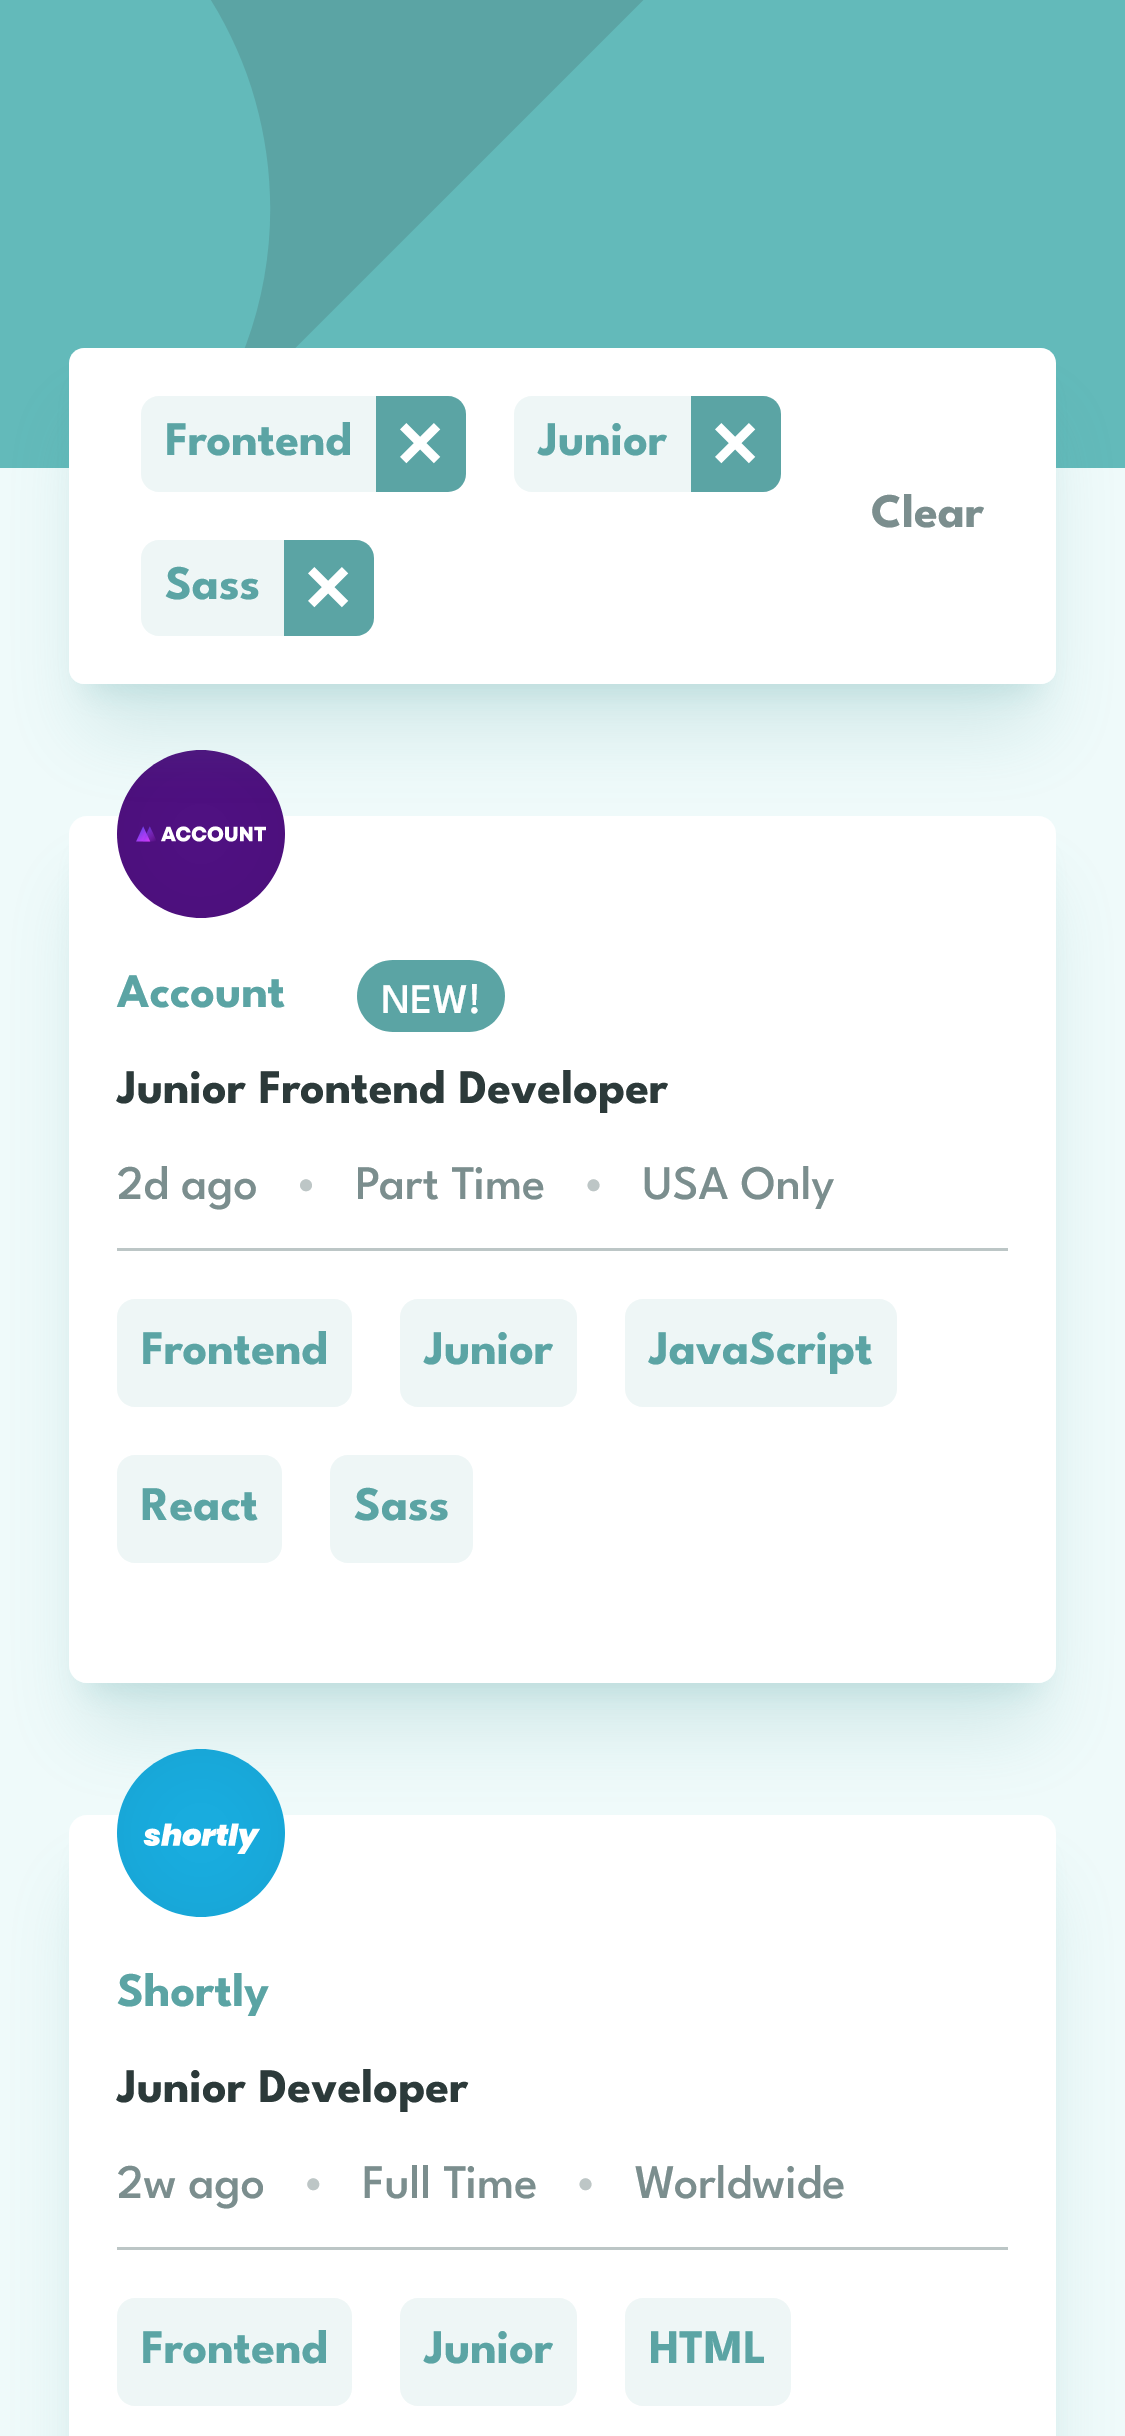 Frontend Junior
Clear
Sass
ACCOUNT
Account NEW!
Junior Frontend Developer
2d ago • Part Time • USA Only
Frontend Junior JavaScript
React Sass
shortly
Shortly
Junior Developer
2w ago • Full Time • Worldwide
Frontend Junior HTML